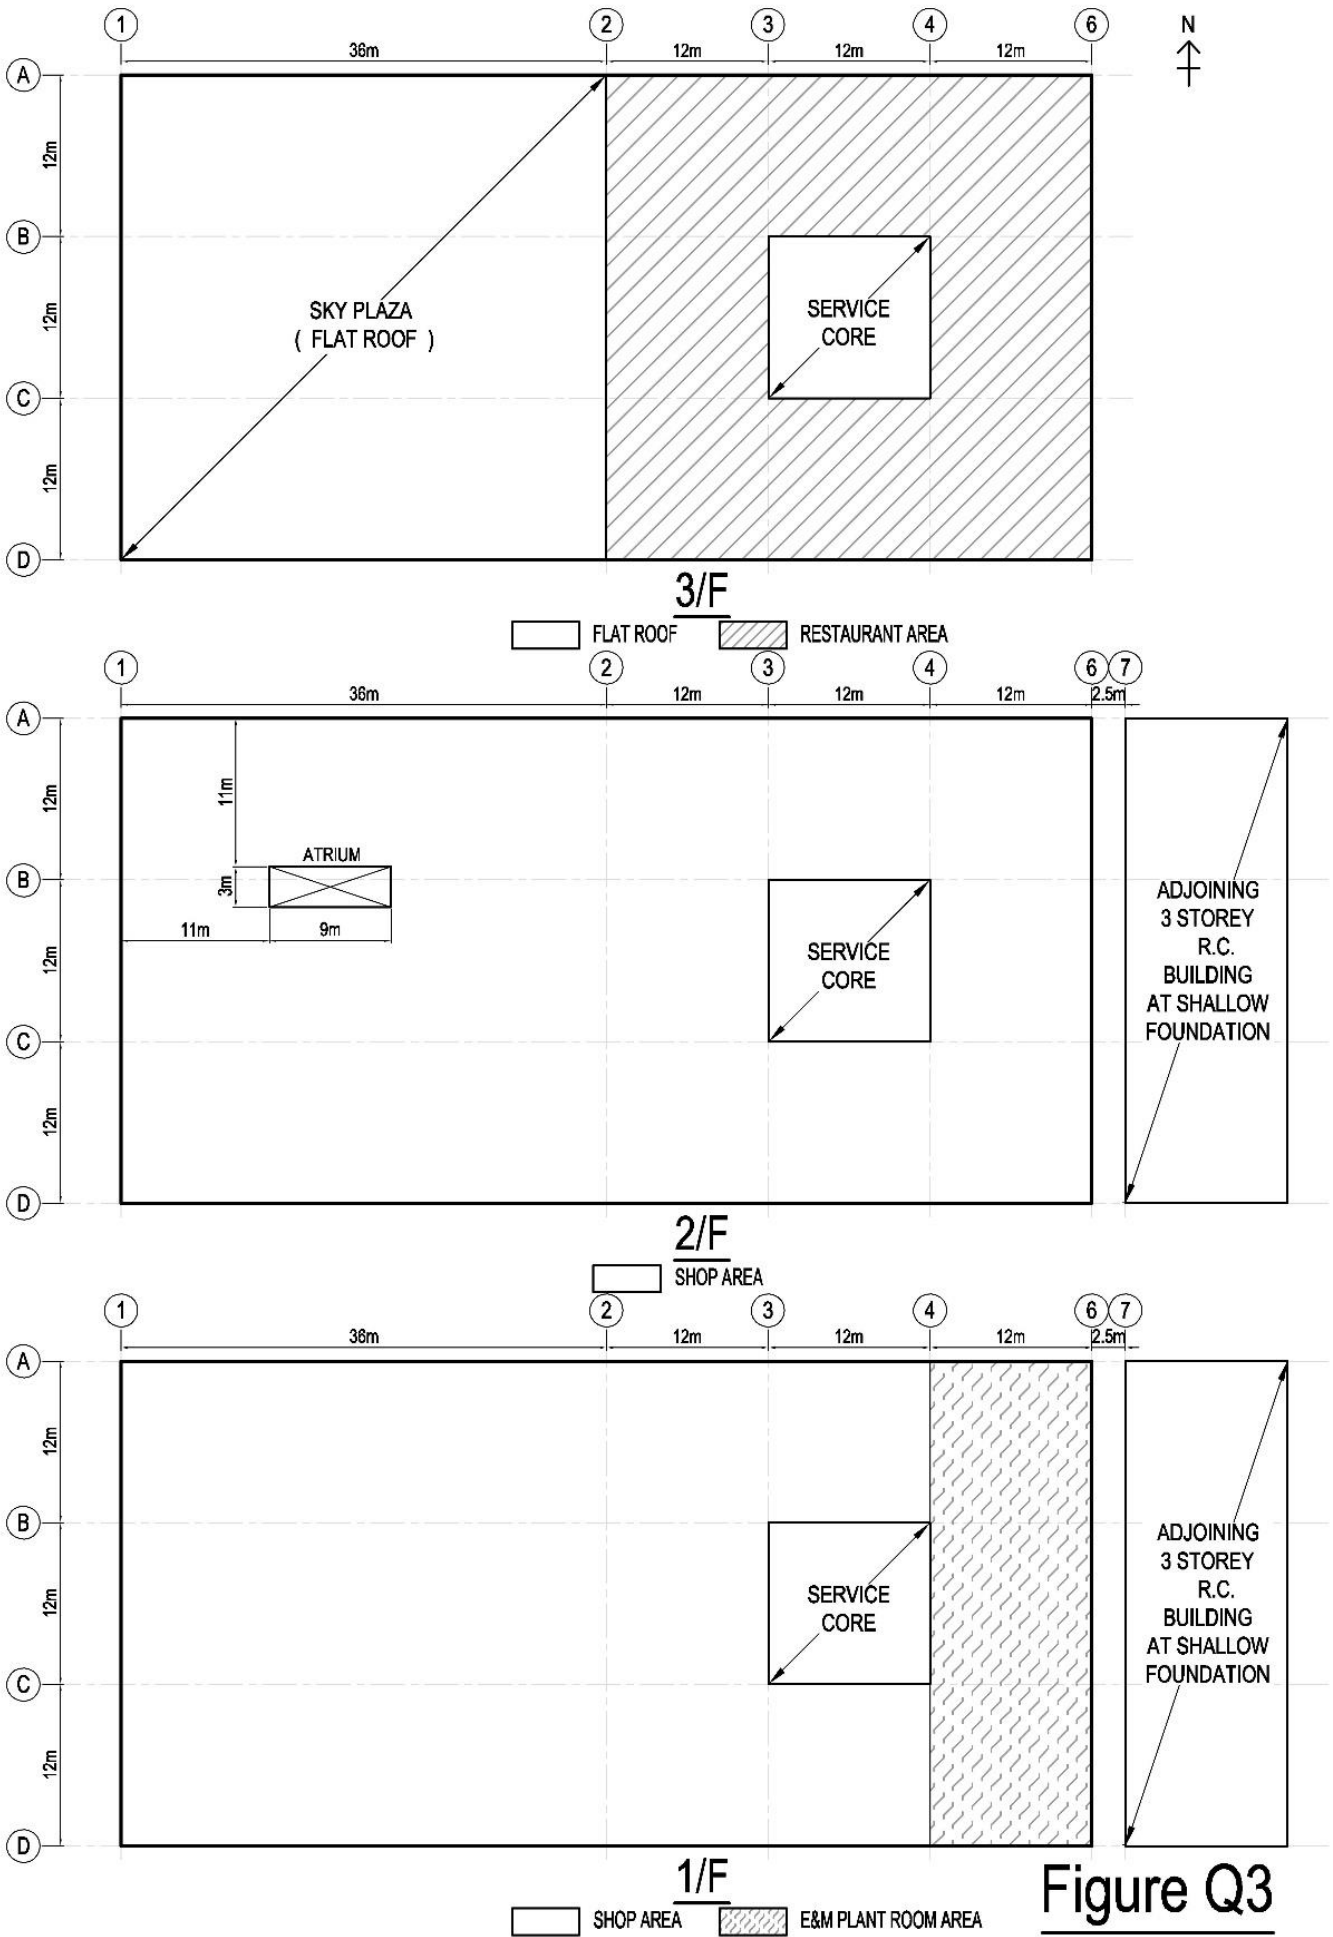 1 2 3 4 6
N
36m 12m 12m 12m
A
12m
B
12m
SKY PLAZA
( FLAT ROOF )
SERVICE
CORE
C
12m
D
3/F
FLAT ROOF RESTAURANT AREA
1 2 3 4 6 7
36m 12m 12m 12m 2.5m
A
12m
11m
ATRIUM
B
3m
11m 9m
12m
SERVICE
CORE
ADJOINING
3 STOREY
R.C.
BUILDING
AT SHALLOW
FOUNDATION
C
12m
D
2/F
SHOP AREA
1 2 3 4 6 7
36m 12m 12m 12m 2.5m
A
12m
B
12m
SERVICE
CORE
ADJOINING
3 STOREY
R.C.
BUILDING
AT SHALLOW
FOUNDATION
C
12m
D
1/F
SHOP AREA E&M PLANT ROOM AREA
Figure Q3